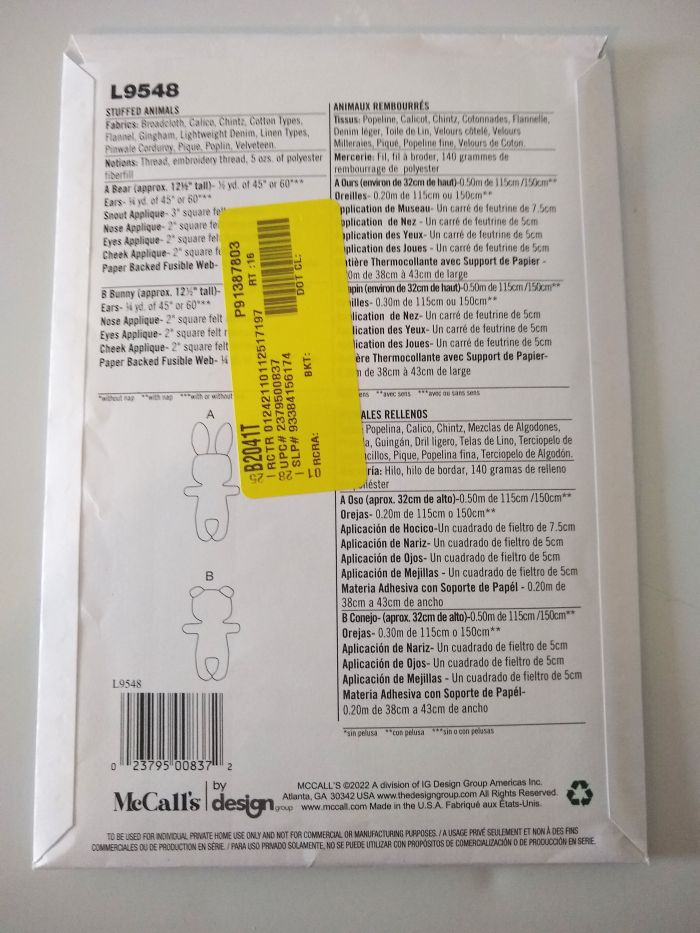 L9548
STUFFED ANIMALS
Fabrics: Broadcloth, Calico, Chintz, Cotton Types,
Flannel, Gingham, Lightweight Denim, Linen Types,
Pinwale Corduroy, Pique, Poplin, Velveteen.
Notions: Thread, embroidery thread, 5 ozs. of polyester
fiberfill
A Bear (approx. 12½" tall)- ½ yd. of 45" or 60"***
Ears- ¼ yd. of 45" or 60"***
Snout Applique- 3" square
Nose Applique- 2" square
Eyes Applique- 2" square
Cheek Applique- 2" square
Paper Backed Fusible Web-
B Bunny (approx. 12½" tall)-
Ears- ¼ yd. of 45" or 60"***
Nose Applique- 2" square felt
Eyes Applique- 2" square felt
Cheek Applique- 2" square felt
Paper Backed Fusible Web- ¼
*without nap **with nap ***with or without
A
B
L9548
0 23795 00837 2
P91387803
RT :16
DOT CL:
B2041T
I RCTR 012421101125 17197
UPC# 2379500837
I SLP# 93384156174
BKT:
RCRA:
01
25 28
ANIMAUX REMBOURRÉS
Tissus: Popeline, Calicot, Chintz, Cotonnades, Flannelle,
Denim léger, Toile de Lin, Velours côtelé, Velours
Milleraies, Piqué, Popeline fine, Velours de Coton.
Mercerie: Fil, fil à broder, 140 grammes de
rembourrage de polyester
A Ours (environ de 32cm de haut)-0.50m de 115cm /150cm**
Oreilles- 0.20m de 115cm ou 150cm**
pplication de Museau- Un carré de feutrine de 7.5cm
pplication de Nez - Un carré de feutrine de 5cm
plication des Yeux- Un carré de feutrine de 5cm
plication des Joues - Un carré de feutrine de 5cm
tière Thermocollante avec Support de Papier -
0m de 38cm à 43cm de large
apin (environ de 32cm de haut)-0.50m de 115cm/150cm**
illes- 0.30m de 115cm ou 150cm**
lication de Nez- Un carré de feutrine de 5cm
lication des Yeux- Un carré de feutrine de 5cm
lication des Joues- Un carré de feutrine de 5cm
ère Thermocollante avec Support de Papier-
de 38cm à 43cm de large
ens **avec sens ***avec ou sans sens
ALES RELLENOS
Popelina, Calico, Chintz, Mezclas de Algodones,
la, Guingán, Dril ligero, Telas de Lino, Terciopelo de
ncillos, Pique, Popelina fina, Terciopelo de Algodón.
ría: Hilo, hilo de bordar, 140 gramas de relleno
oliéster
A Oso (aprox. 32cm de alto)-0.50m de 115cm /150cm**
Orejas- 0.20m de 115cm o 150cm**
Aplicación de Hocico-Un cuadrado de fieltro de 7.5cm
Aplicación de Nariz- Un cuadrado de fieltro de 5cm
Aplicación de Ojos- Un cuadrado de fieltro de 5cm
Aplicación de Mejillas - Un cuadrado de fieltro de 5cm
Materia Adhesiva con Soporte de Papél - 0.20m de
38cm a 43cm de ancho
B Conejo- (aprox. 32cm de alto)-0.50m de 115cm /150cm**
Orejas- 0.30m de 115cm o 150cm**
Aplicación de Nariz- Un cuadrado de fieltro de 5cm
Aplicación de Ojos- Un cuadrado de fieltro de 5cm
Aplicación de Mejillas - Un cuadrado de fieltro de 5cm
Materia Adhesiva con Soporte de Papél-
0.20m de 38cm a 43cm de ancho
*sin pelusa **con pelusa ***sin o con pelusas
McCall's by design group
MCCALL'S ©2022 A division of IG Design Group Americas Inc.
Atlanta, GA 30342 USA www.thedesigngroup.com All Rights Reserved.
www.mccall.com Made in the U.S.A. Fabriqué aux États-Unis.
TO BE USED FOR INDIVIDUAL PRIVATE HOME USE ONLY AND NOT FOR COMMERCIAL OR MANUFACTURING PURPOSES. / A USAGE PRIVÉ SEULEMENT ET NON À DES FINS
COMMERCIALES OU DE PRODUCTION EN SÉRIE. / PARA USO PRIVADO SOLAMENTE, NO SE PUEDE UTILIZAR CON PROPÓSITOS DE COMERCIALIZACIÓN O DE PRODUCCIÓN EN SERIE.